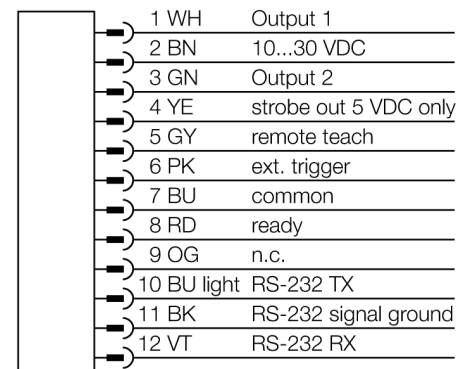 1 WH Output 1
2 BN 10...30 VDC
3 GN Output 2
4 YE strobe out 5 VDC only
5 GY remote teach
6 PK ext. trigger
7 BU common
8 RD ready
9 OG n.c.
10 BU light RS-232 TX
11 BK RS-232 signal ground
12 VT RS-232 RX